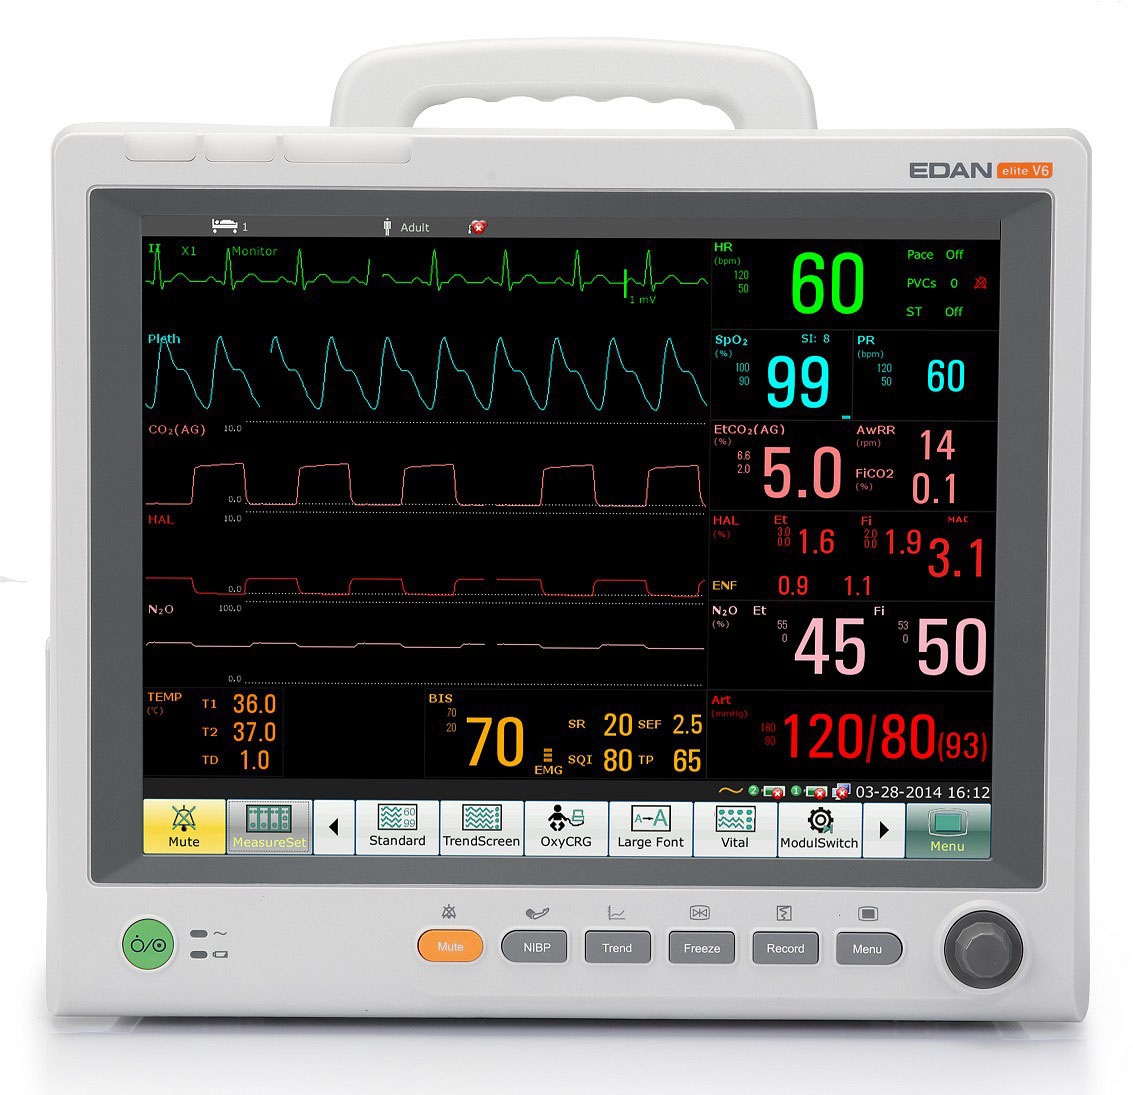 EDAN elite V6
1 Adult
II X1 Monitor
1 mV
HR
(bpm)
120
50
60
Pace Off
PVCs 0
ST Off
Pleth
SpO₂
(%)
100
90
SI: 8
99
PR
(bpm)
120
50
60
CO₂(AG) 10.0
0.0
EtCO₂(AG)
(%)
6.6
2.0
5.0
AwRR
(rpm)
14
FiCO2
(%)
0.1
HAL 10.0
0.0
HAL
(%)
Et
3.0
0.0
1.6
Fi
2.0
0.0
1.9
MAC
3.1
ENF 0.9 1.1
N₂O 100.0
0.0
N₂O
(%)
Et
55
0
45
Fi
53
0
50
TEMP
(°C)
T1 36.0
T2 37.0
TD 1.0
BIS
70
20
70
EMG
SR 20 SEF 2.5
SQI 80 TP 65
Art
(mmHg)
160
90
120/80(93)
2 1 03-28-2014 16:12
Mute MeasureSet Standard TrendScreen OxyCRG Large Font Vital ModulSwitch Menu
60
99
A→A
Mute NIBP Trend Freeze Record Menu